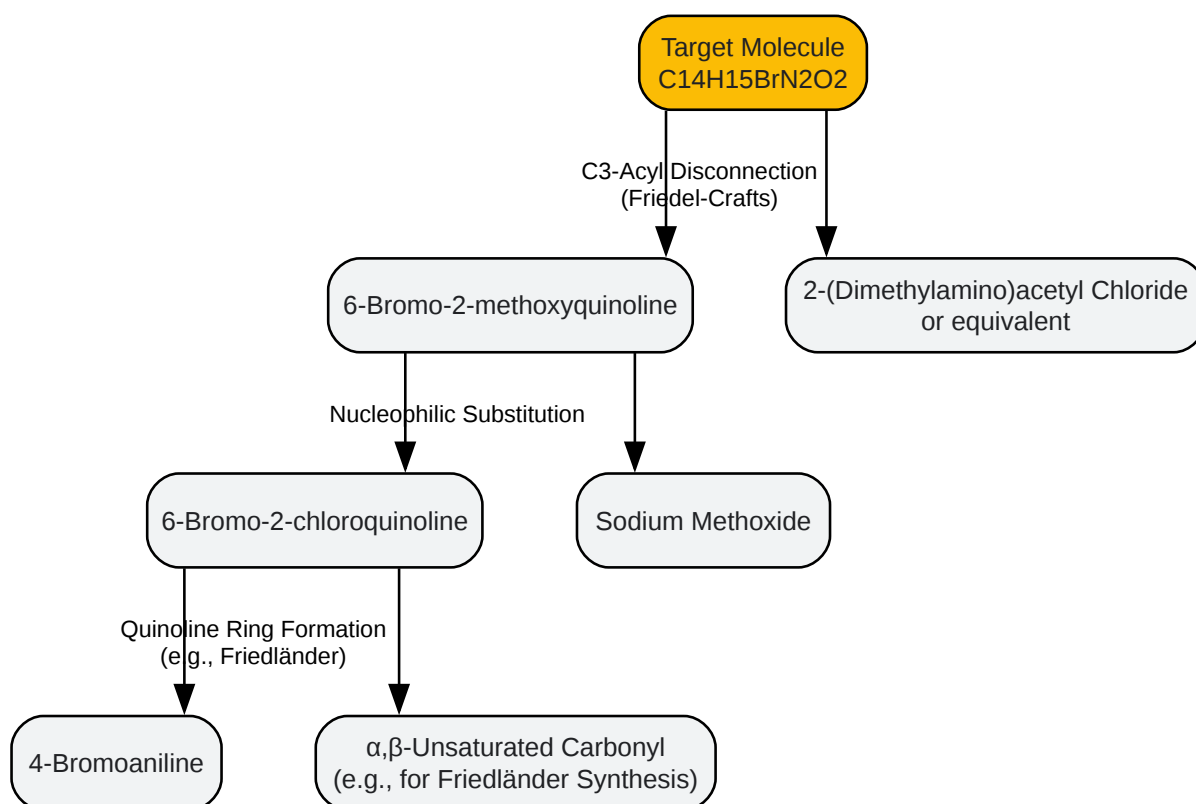 Target Molecule
C14H15BrN2O2
C3-Acyl Disconnection
(Friedel-Crafts)
6-Bromo-2-methoxyquinoline
2-(Dimethylamino)acetyl Chloride
or equivalent
Nucleophilic Substitution
6-Bromo-2-chloroquinoline
Sodium Methoxide
Quinoline Ring Formation
(e.g., Friedländer)
4-Bromoaniline
α,β-Unsaturated Carbonyl
(e.g., for Friedländer Synthesis)